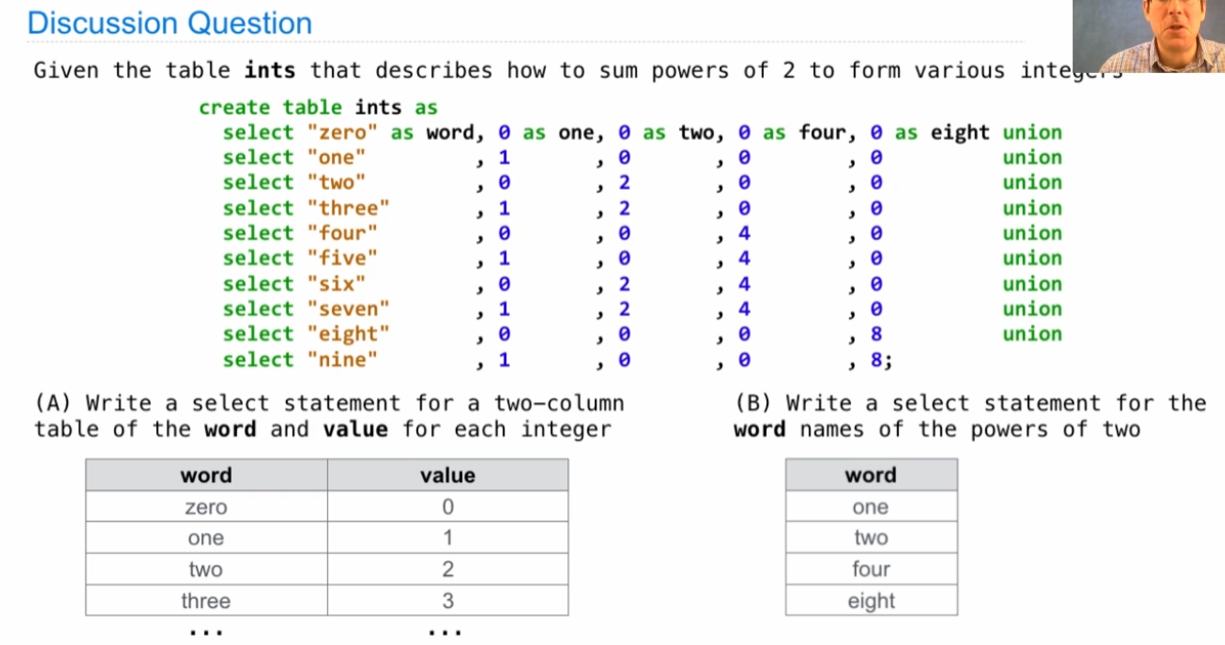 Discussion Question
Given the table ints that describes how to sum powers of 2 to form various integers
create table ints as
select "zero" as word, 0 as one, 0 as two, 0 as four, 0 as eight union
select "one" , 1 , 0 , 0 , 0 union
select "two" , 0 , 2 , 0 , 0 union
select "three" , 1 , 2 , 0 , 0 union
select "four" , 0 , 0 , 4 , 0 union
select "five" , 1 , 0 , 4 , 0 union
select "six" , 0 , 2 , 4 , 0 union
select "seven" , 1 , 2 , 4 , 0 union
select "eight" , 0 , 0 , 0 , 8 union
select "nine" , 1 , 0 , 0 , 8;
(A) Write a select statement for a two-column
table of the word and value for each integer
word value
zero 0
one 1
two 2
three 3
... ...
(B) Write a select statement for the
word names of the powers of two
word
one
two
four
eight